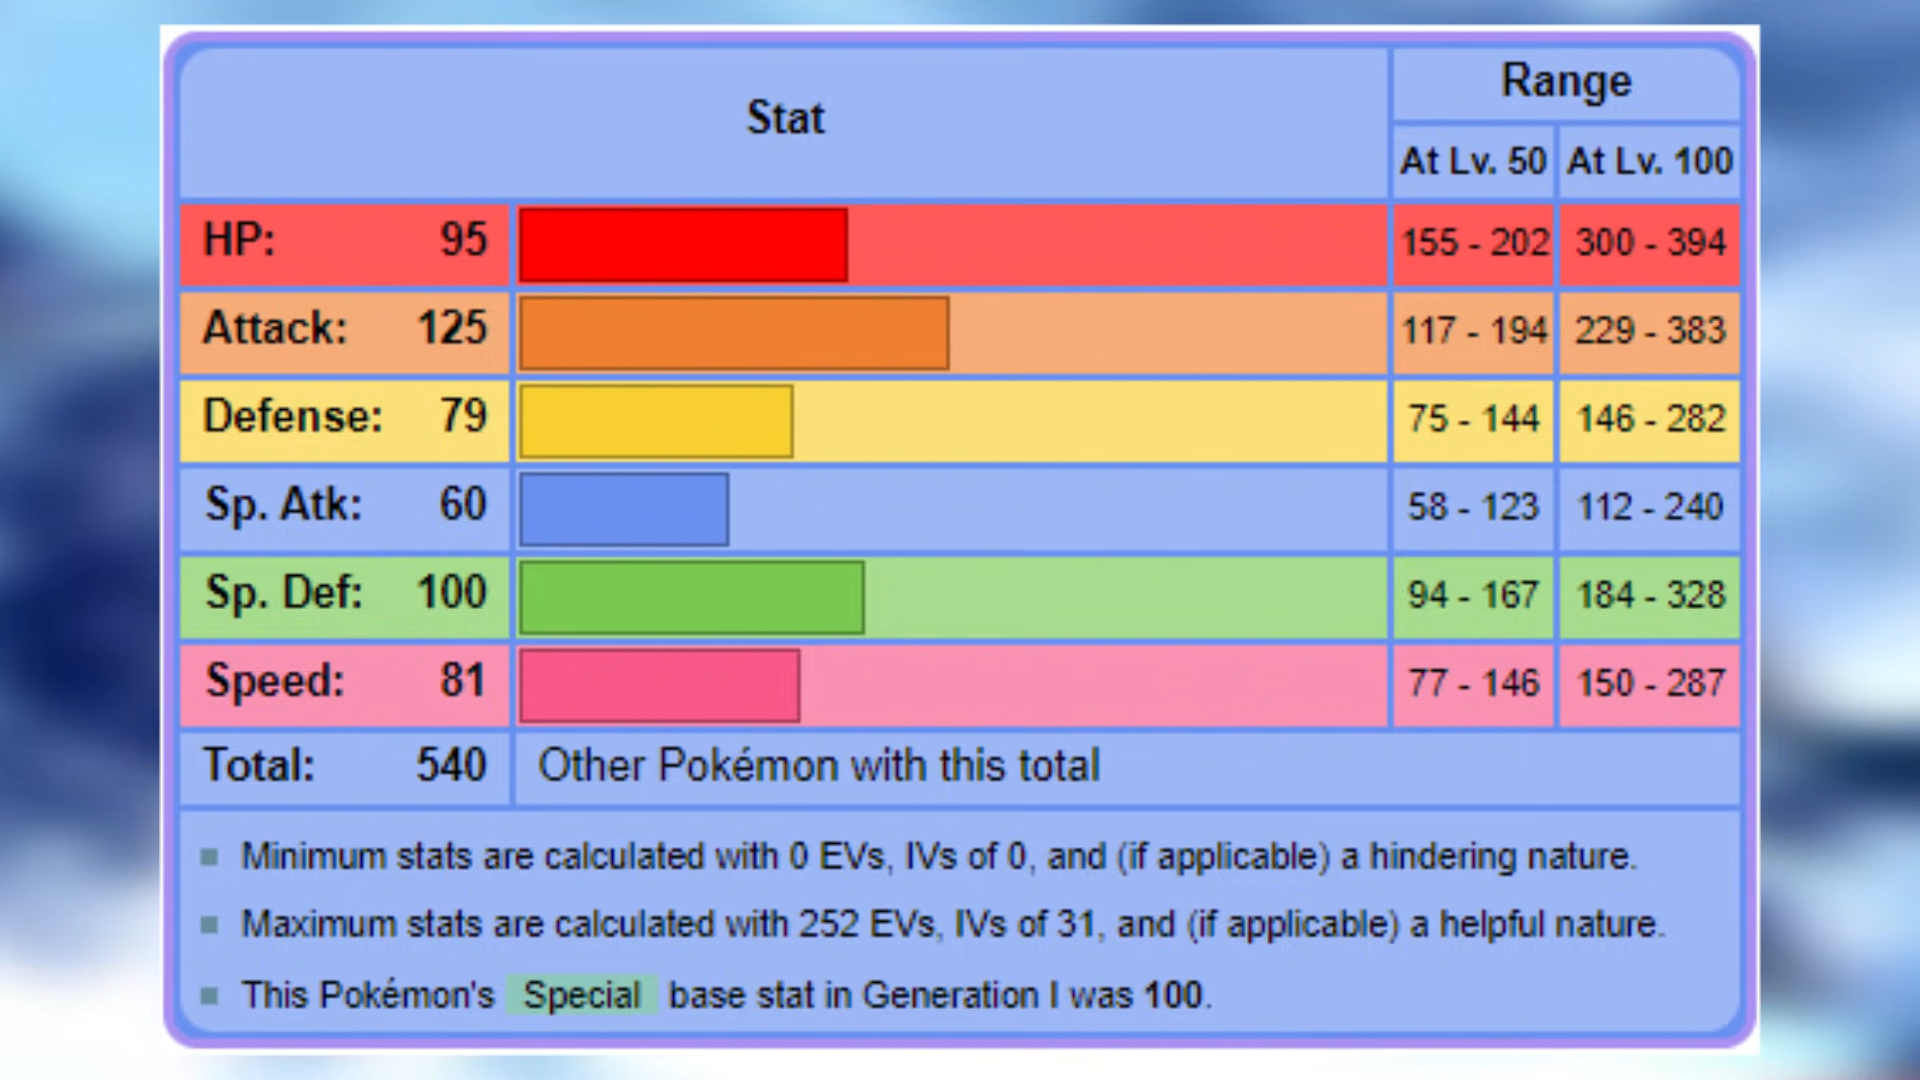 Stat
Range
At Lv. 50 At Lv. 100
HP: 95 155 - 202 300 - 394
Attack: 125 117 - 194 229 - 383
Defense: 79 75 - 144 146 - 282
Sp. Atk: 60 58 - 123 112 - 240
Sp. Def: 100 94 - 167 184 - 328
Speed: 81 77 - 146 150 - 287
Total: 540 Other Pokémon with this total
Minimum stats are calculated with 0 EVs, IVs of 0, and (if applicable) a hindering nature.
Maximum stats are calculated with 252 EVs, IVs of 31, and (if applicable) a helpful nature.
This Pokémon's Special base stat in Generation I was 100.